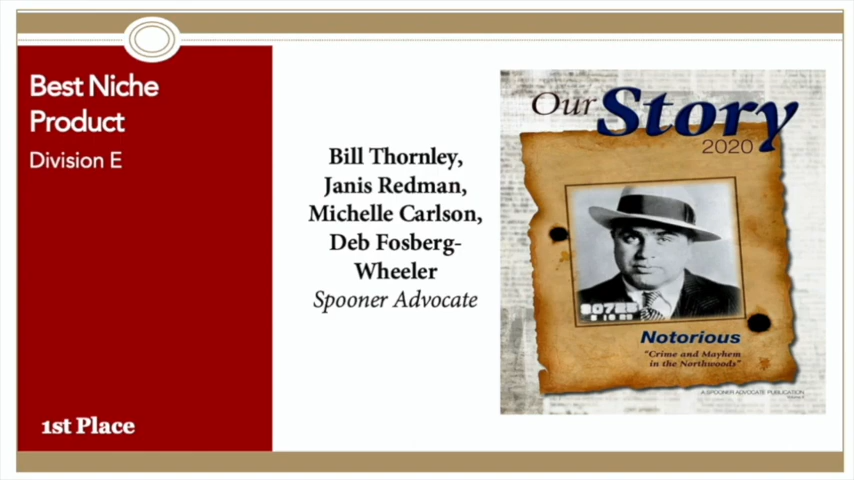 Best Niche
Product
Division E
1st Place
Bill Thornley,
Janis Redman,
Michelle Carlson,
Deb Fosberg-
Wheeler
Spooner Advocate
Our Story
2020
Notorious
"Crime and Mayhem
in the Northwoods"
A SPOONER ADVOCATE PUBLICATION